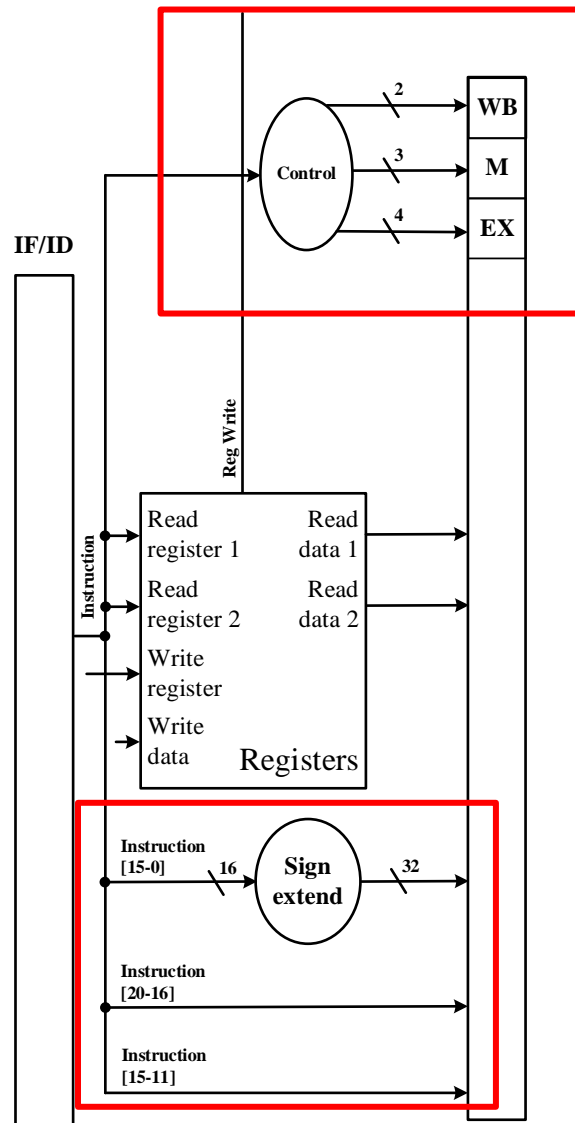 2
WB
Control
3
M
4
EX
IF/ID
Reg Write
Instruction
Read
register 1
Read
data 1
Read
register 2
Read
data 2
Write
register
Write
data
Registers
Instruction
[15-0]
16
Sign
extend
32
Instruction
[20-16]
Instruction
[15-11]